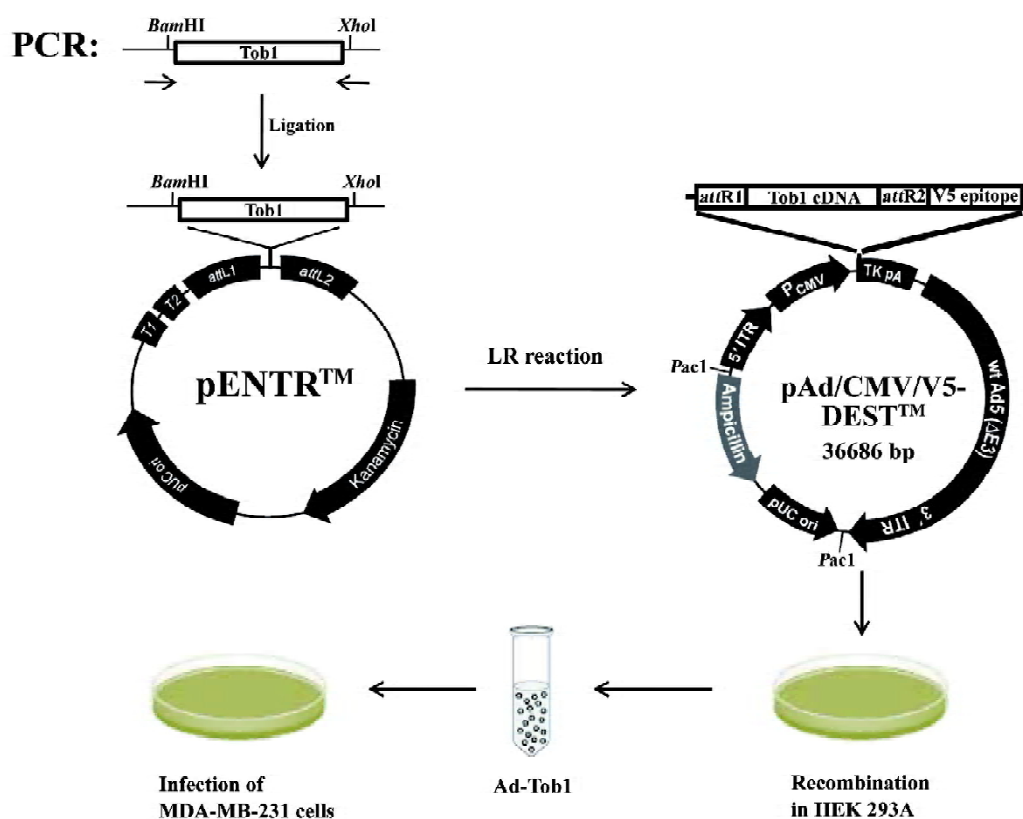 BamHI
XhoI
PCR:
Tob1
Ligation
BamHI
XhoI
Tob1
attR1
Tob1 cDNA
attR2
V5 epitope
attL1
attL2
T2
T1
pENTR™
Kanamycin
pUC ori
LR reaction
PCMV
TK pA
5' ITR
Pac1
Ampicillin
pAd/CMV/V5-
DEST™
36686 bp
wt Ad5 (ΔE3)
pUC ori
3' ITR
Pac1
Infection of
MDA-MB-231 cells
Ad-Tob1
Recombination
in HEK 293A